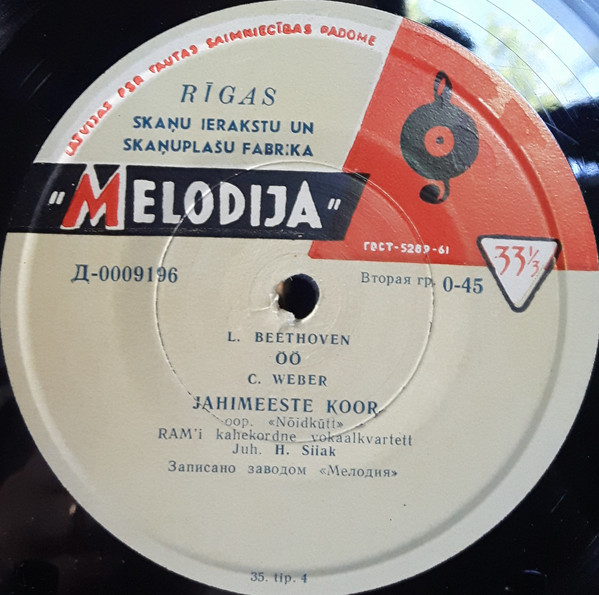 LATVIJAS PSR TAUTAS SAIMNIECĪBAS PADOME
RĪGAS
SKAŅU IERAKSTU UN
SKAŅUPLAŠU FABRIKA
"MELODIJA"
ГОСТ-5289-61
33⅓
Д-0009196
Вторая гр. 0-45
L. BEETHOVEN
ÖÖ
C. WEBER
JAHIMEESTE KOOR
oop. «Nõidkütt»
RAM'i kahekordne vokaalkvartett
Juh. H. Siiak
Записано заводом «Мелодия»
35. tip. 4